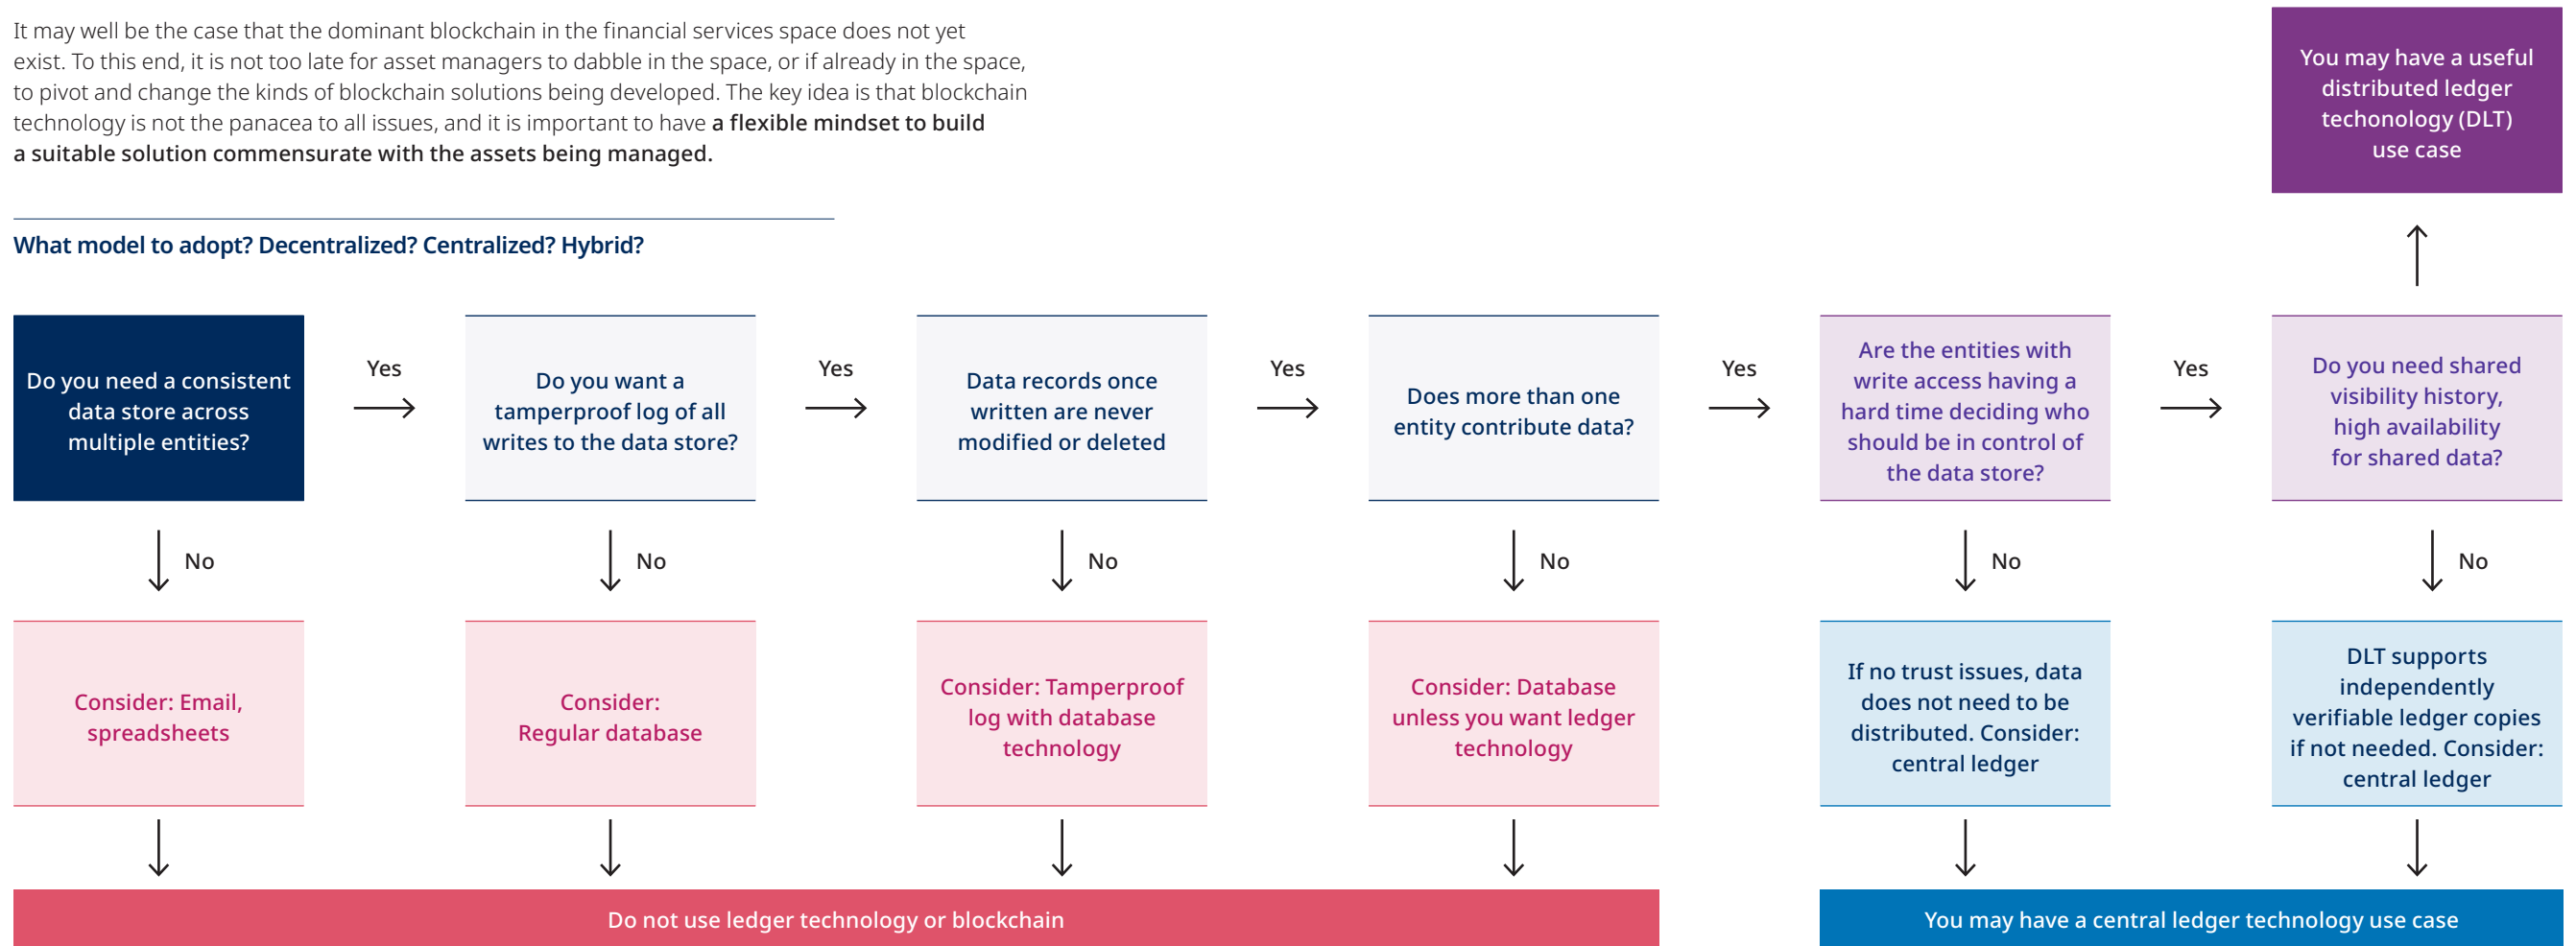 It may well be the case that the dominant blockchain in the financial services space does not yet
exist. To this end, it is not too late for asset managers to dabble in the space, or if already in the space,
to pivot and change the kinds of blockchain solutions being developed. The key idea is that blockchain
technology is not the panacea to all issues, and it is important to have a flexible mindset to build
a suitable solution commensurate with the assets being managed.
You may have a useful
distributed ledger
techonology (DLT)
use case
What model to adopt? Decentralized? Centralized? Hybrid?
Do you need a consistent
data store across
multiple entities?
Yes
Do you want a
tamperproof log of all
writes to the data store?
Yes
Data records once
written are never
modified or deleted
Yes
Does more than one
entity contribute data?
Yes
Are the entities with
write access having a
hard time deciding who
should be in control of
the data store?
Yes
Do you need shared
visibility history,
high availability
for shared data?
No
No
No
No
No
No
Consider: Email,
spreadsheets
Consider:
Regular database
Consider: Tamperproof
log with database
technology
Consider: Database
unless you want ledger
technology
If no trust issues, data
does not need to be
distributed. Consider:
central ledger
DLT supports
independently
verifiable ledger copies
if not needed. Consider:
central ledger
Do not use ledger technology or blockchain
You may have a central ledger technology use case